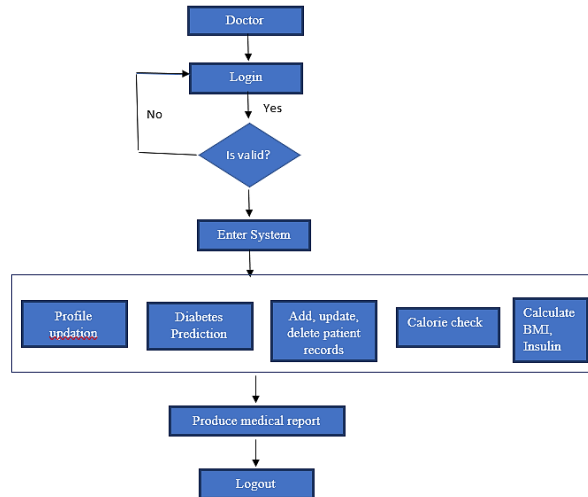 Doctor
Login
Yes
No
Is valid?
Enter System
Profile
updation
Diabetes
Prediction
Add, update,
delete patient
records
Calorie check
Calculate
BMI,
Insulin
Produce medical report
Logout